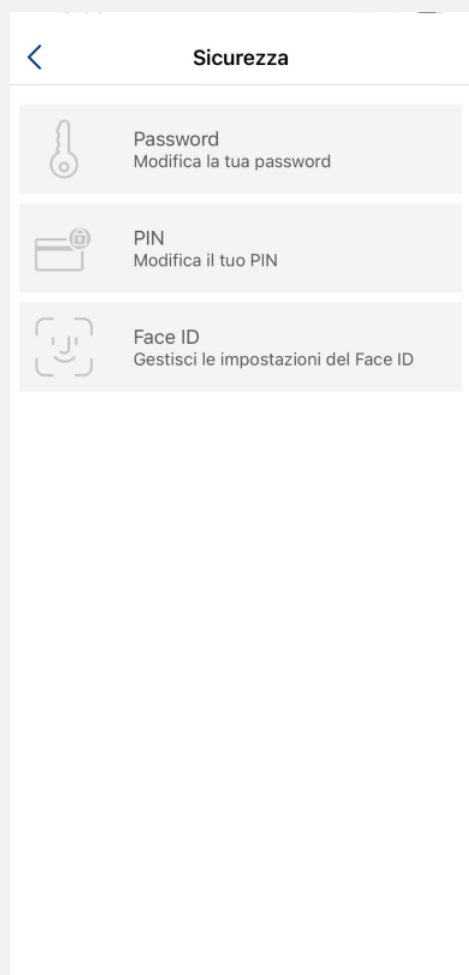 Sicurezza
Password
Modifica la tua password
PIN
Modifica il tuo PIN
Face ID
Gestisci le impostazioni del Face ID